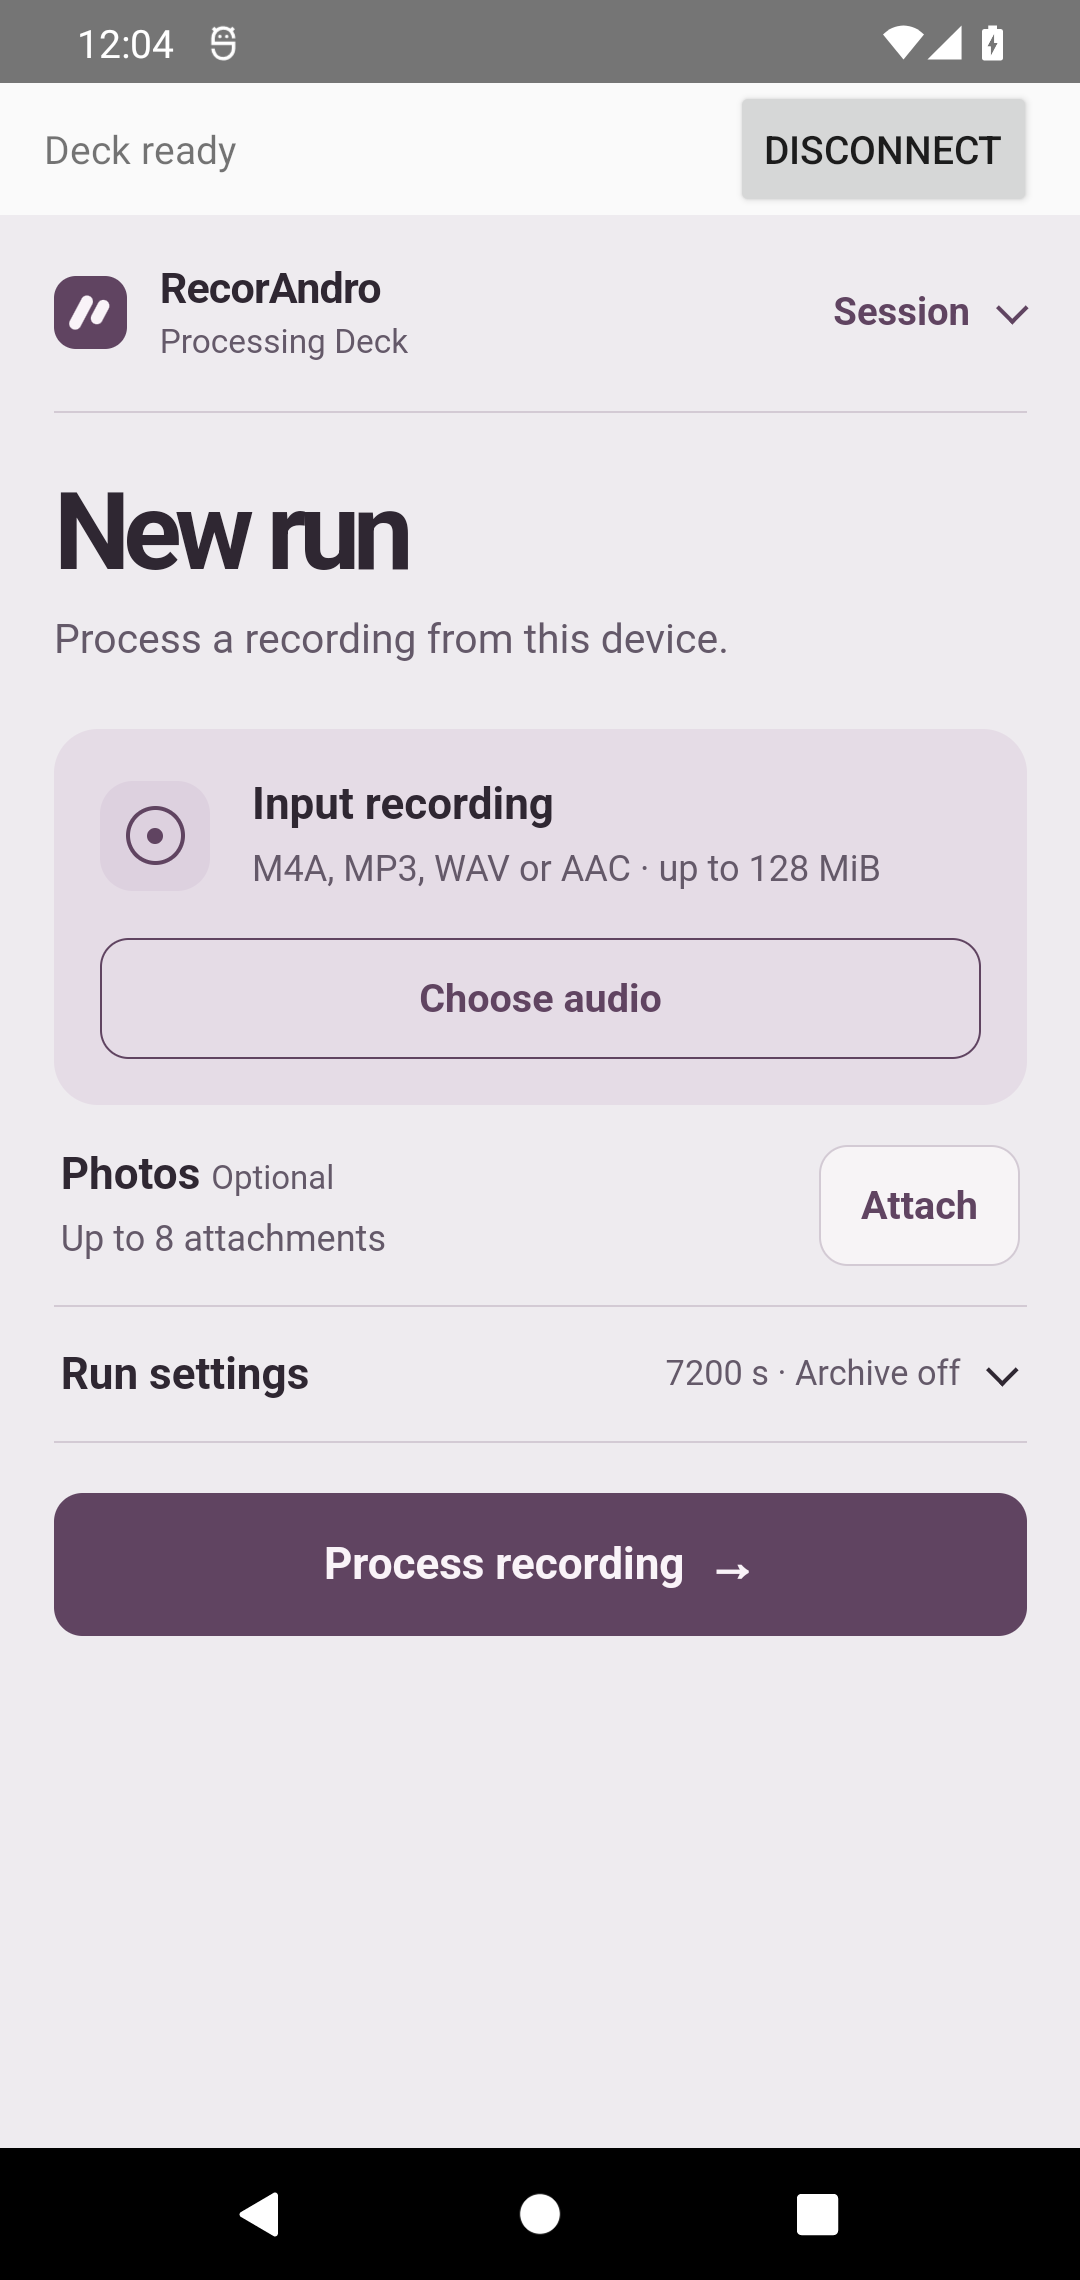 12:04
Deck ready
DISCONNECT
RecorAndro
Processing Deck
Session
New run
Process a recording from this device.
Input recording
M4A, MP3, WAV or AAC · up to 128 MiB
Choose audio
Photos Optional
Up to 8 attachments
Attach
Run settings
7200 s · Archive off
Process recording →